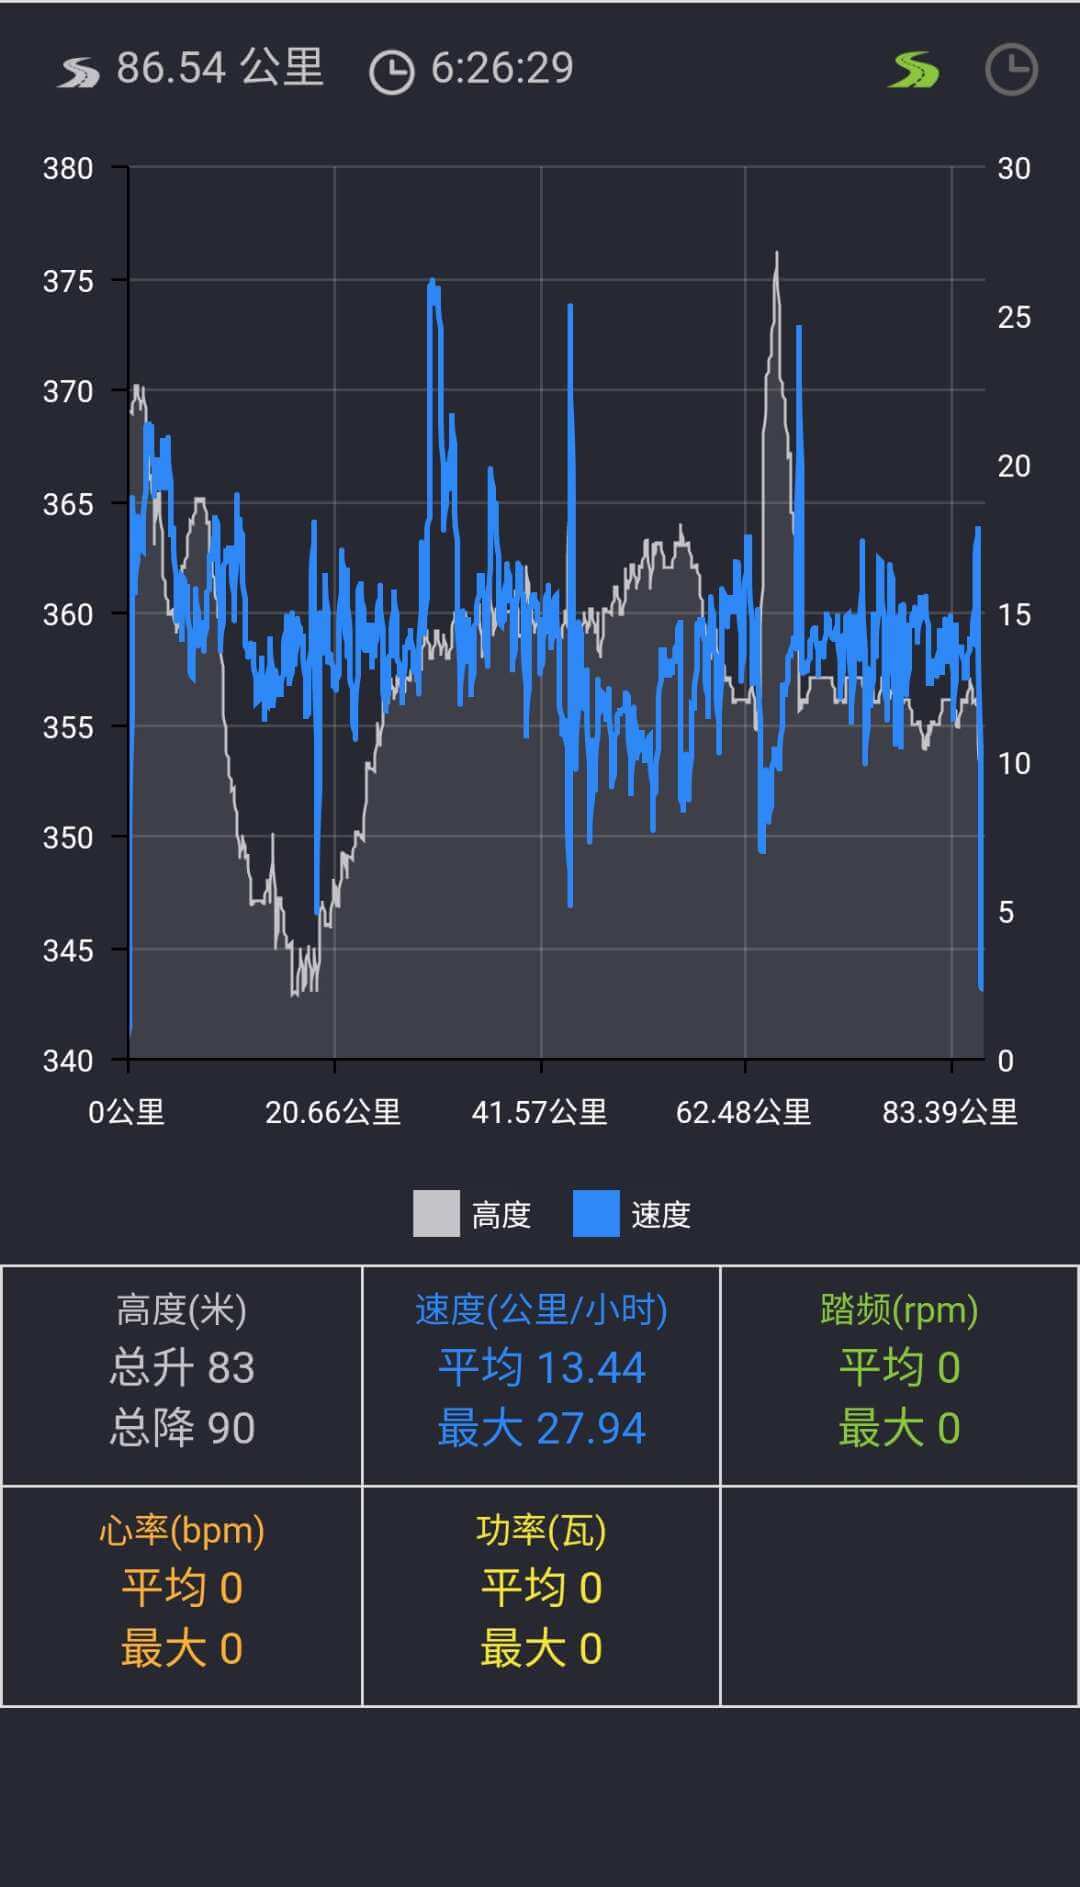 86.54 公里 6:26:29
380 30
375
25
370
20
365
360 15
355
10
350
5
345
340 0
0公里 20.66公里 41.57公里 62.48公里 83.39公里
高度 速度
高度(米) 速度(公里/小时) 踏频(rpm)
总升 83 平均 13.44 平均 0
总降 90 最大 27.94 最大 0
心率(bpm) 功率(瓦)
平均 0 平均 0
最大 0 最大 0